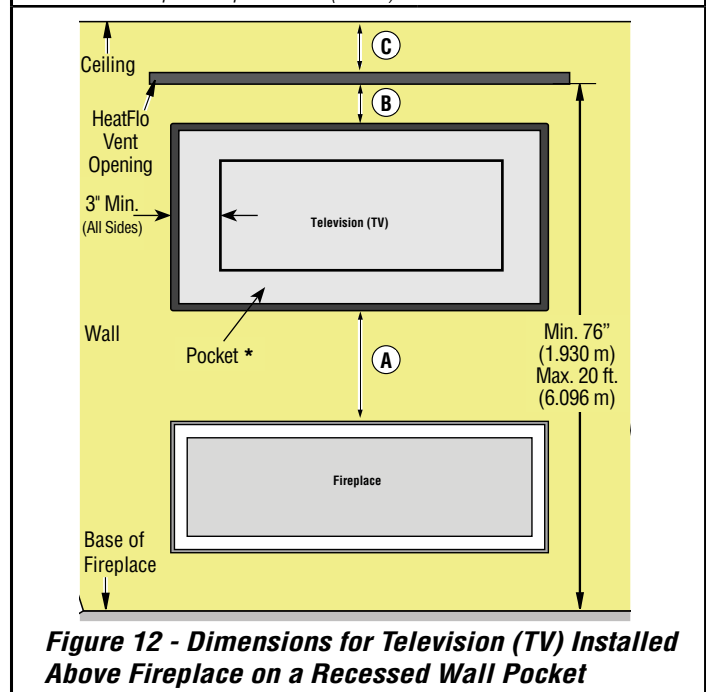 Ceiling
C
HeatFlo
Vent
Opening
B
3" Min.
(All Sides)
Television (TV)
Wall
Pocket *
A
Min. 76”
(1.930 m)
Max. 20 ft.
(6.096 m)
Fireplace
Base of
Fireplace
Figure 12 - Dimensions for Television (TV) Installed
Above Fireplace on a Recessed Wall Pocket